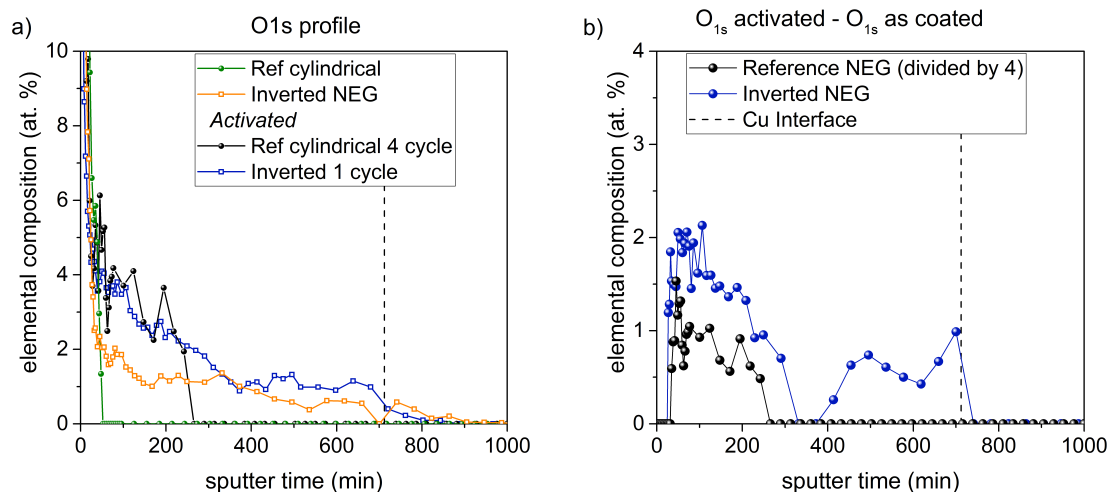 a)
O1s profile
elemental composition (at. %)
10
8
6
4
2
0
Ref cylindrical
Inverted NEG
Activated
Ref cylindrical 4 cycle
Inverted 1 cycle
0 200 400 600 800 1000
sputter time (min)
b)
O1s activated - O1s as coated
elemental composition (at. %)
4
3
2
1
0
Reference NEG (divided by 4)
Inverted NEG
Cu Interface
0 200 400 600 800 1000
sputter time (min)